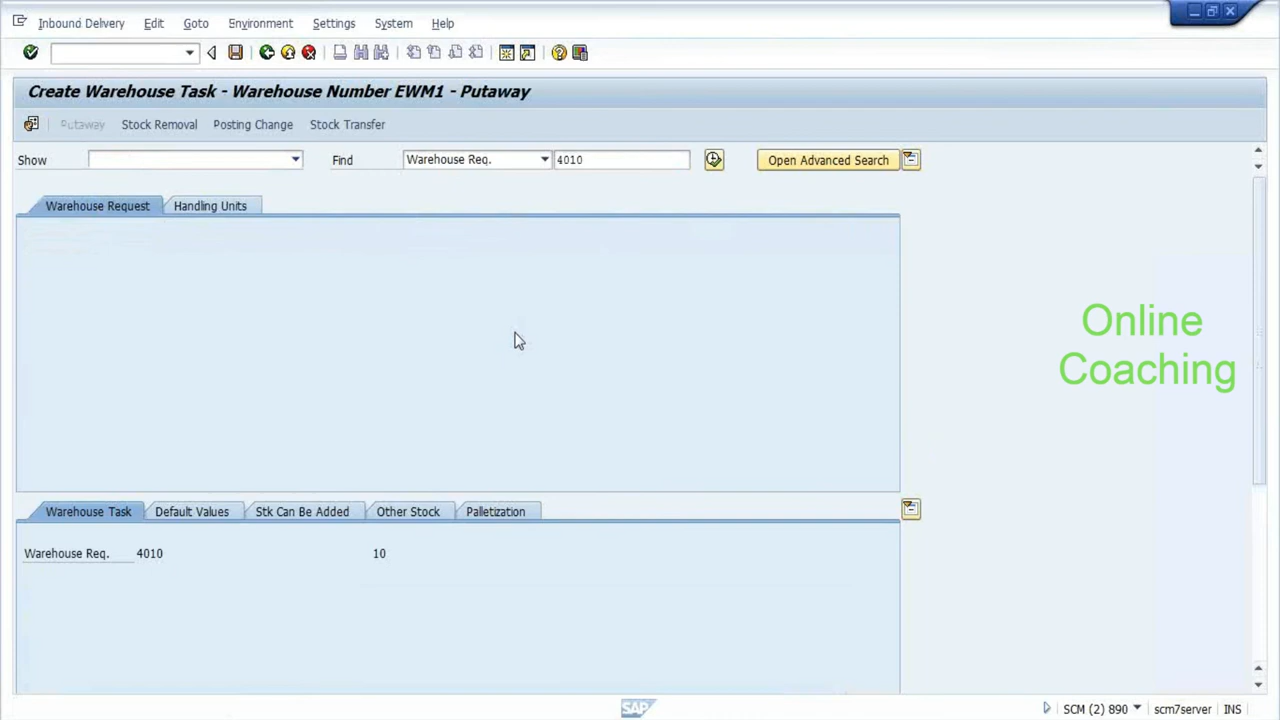 Inbound Delivery Edit Goto Environment Settings System Help
Create Warehouse Task - Warehouse Number EWM1 - Putaway
Putaway Stock Removal Posting Change Stock Transfer
Show Find Warehouse Req. 4010 Open Advanced Search
Warehouse Request Handling Units
Online
Coaching
Warehouse Task Default Values Stk Can Be Added Other Stock Palletization
Warehouse Req. 4010 10
SAP SCM (2) 890 scm7server INS